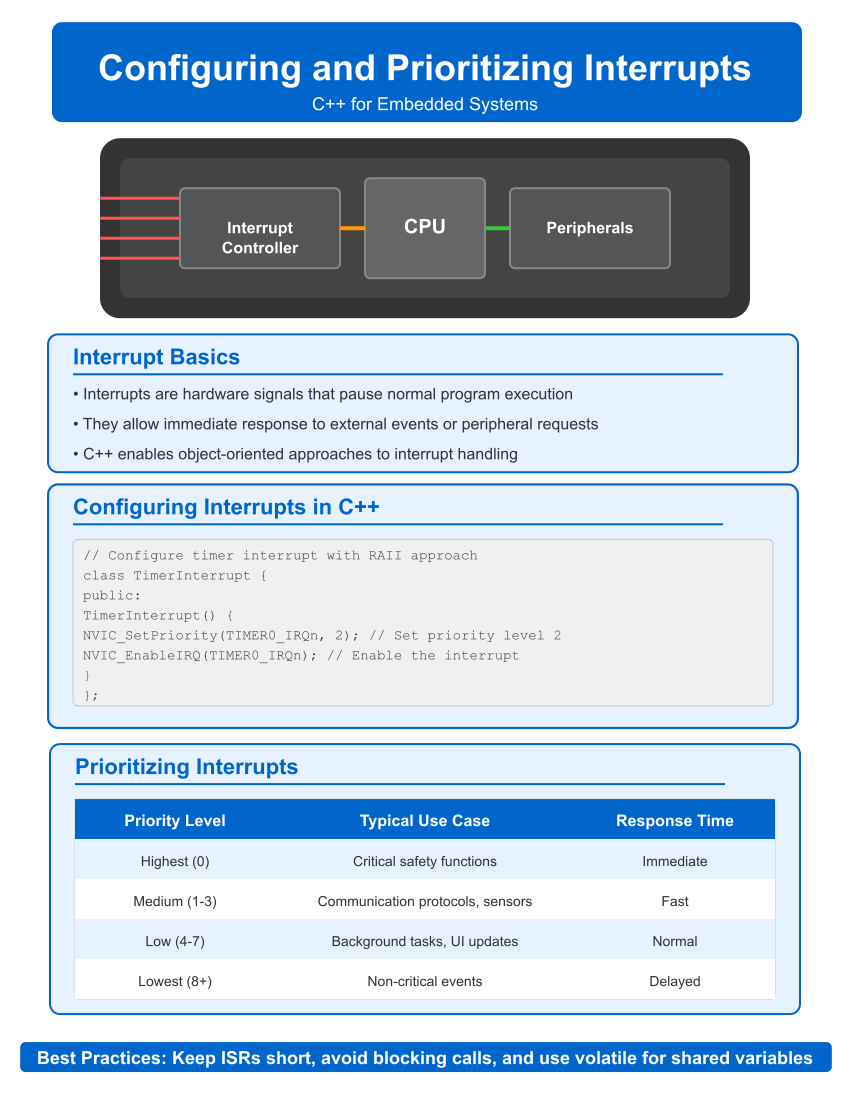 Configuring and Prioritizing Interrupts
C++ for Embedded Systems
Interrupt
Controller
CPU
Peripherals
Interrupt Basics
• Interrupts are hardware signals that pause normal program execution
• They allow immediate response to external events or peripheral requests
• C++ enables object-oriented approaches to interrupt handling
Configuring Interrupts in C++
// Configure timer interrupt with RAII approach
class TimerInterrupt {
public:
TimerInterrupt() {
NVIC_SetPriority(TIMER0_IRQn, 2); // Set priority level 2
NVIC_EnableIRQ(TIMER0_IRQn); // Enable the interrupt
}
};
Prioritizing Interrupts
Priority Level Typical Use Case Response Time
Highest (0) Critical safety functions Immediate
Medium (1-3) Communication protocols, sensors Fast
Low (4-7) Background tasks, UI updates Normal
Lowest (8+) Non-critical events Delayed
Best Practices: Keep ISRs short, avoid blocking calls, and use volatile for shared variables